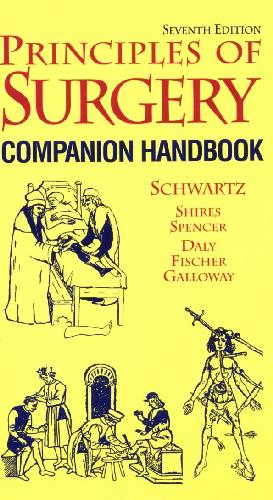 SEVENTH EDITION
PRINCIPLES OF
SURGERY
COMPANION HANDBOOK
SCHWARTZ
SHIRES
SPENCER
DALY
FISCHER
GALLOWAY